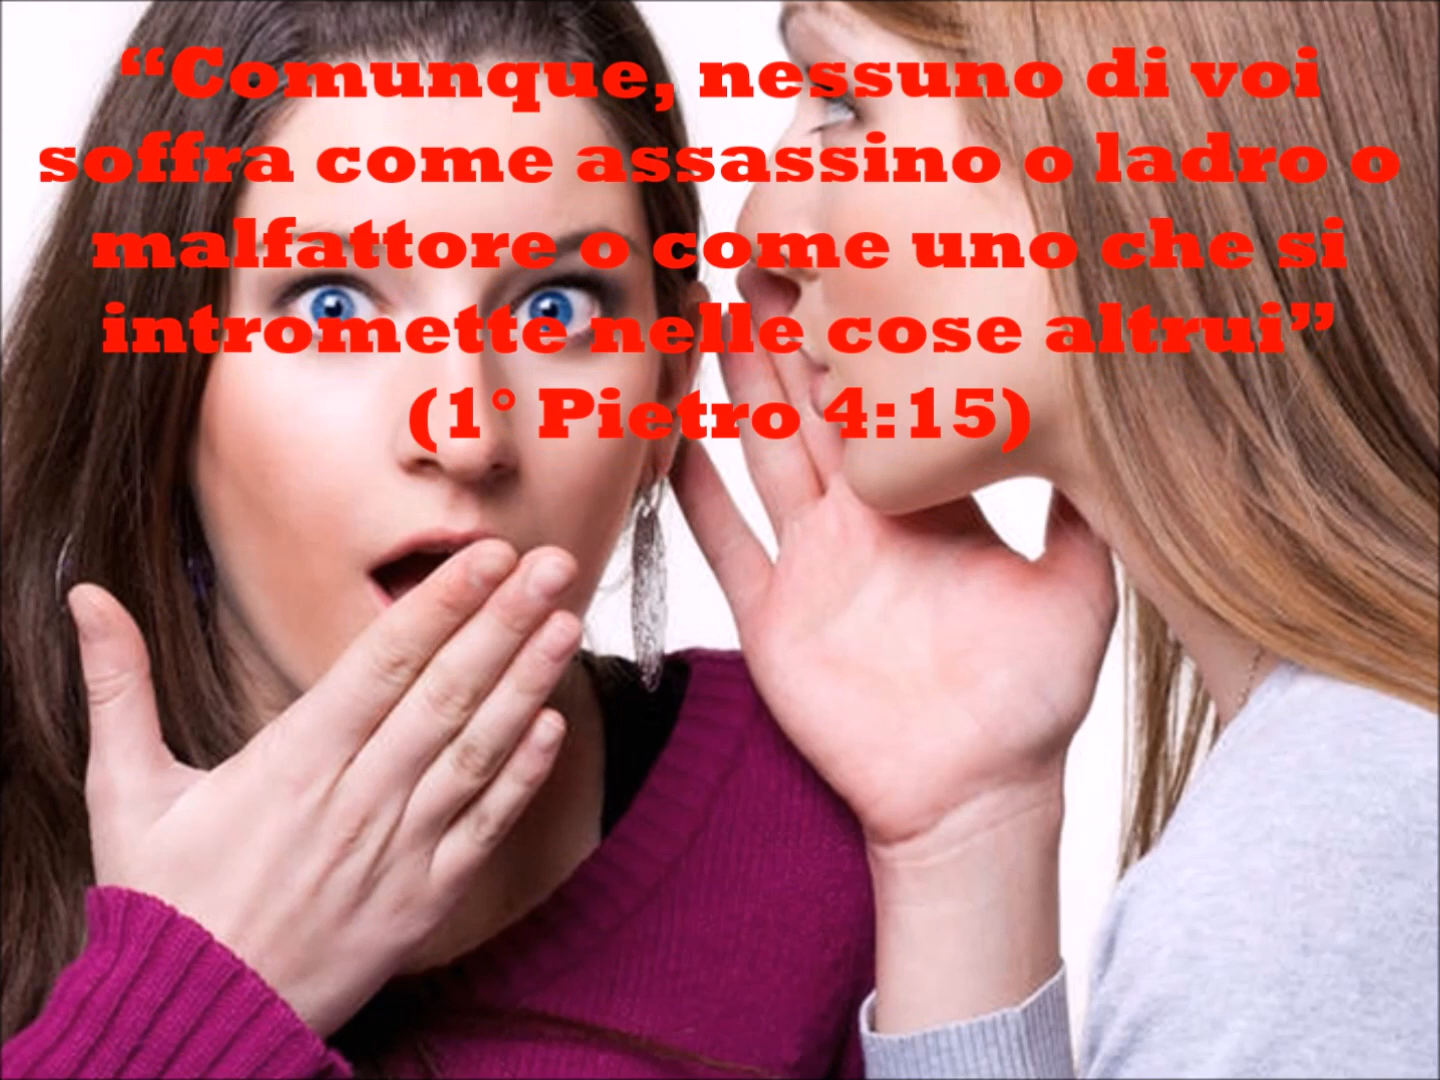 “Comunque, nessuno di voi
soffra come assassino o ladro o
malfattore o come uno che si
intromette nelle cose altrui”
(1° Pietro 4:15)